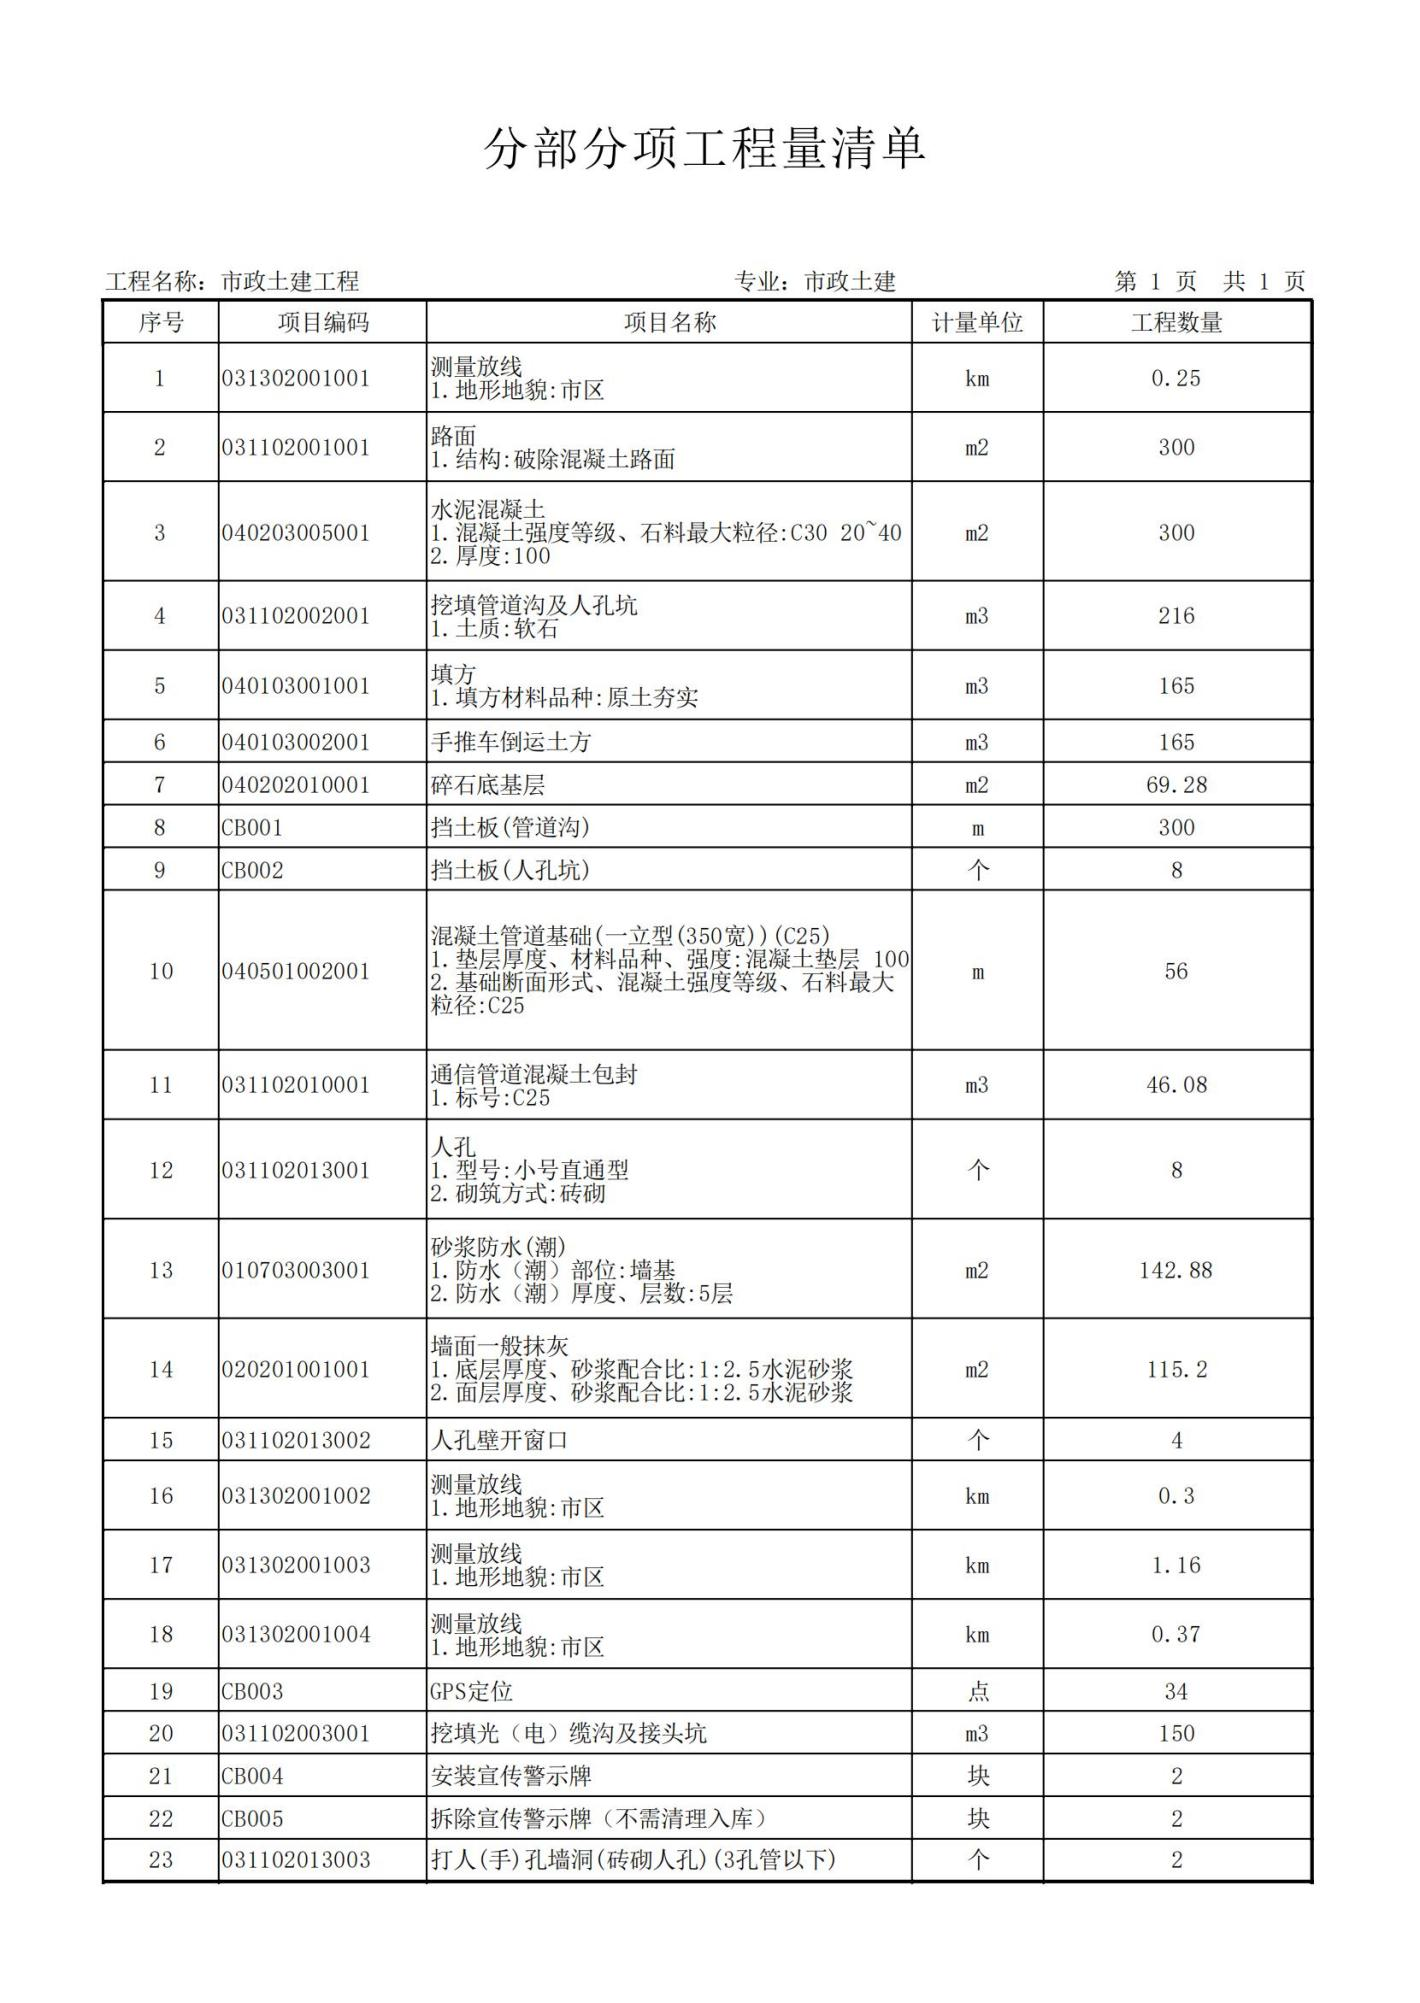 分部分项工程量清单
工程名称：市政土建工程 专业：市政土建 第 1 页 共 1 页
序号 项目编码 项目名称 计量单位 工程数量
1 031302001001 测量放线 km 0.25
1.地形地貌:市区
2 031102001001 路面 m2 300
1.结构:破除混凝土路面
3 040203005001 水泥混凝土 m2 300
1.混凝土强度等级、石料最大粒径:C30 20~40
2.厚度:100
4 031102002001 挖填管道沟及人孔坑 m3 216
1.土质:软石
5 040103001001 填方 m3 165
1.填方材料品种:原土夯实
6 040103002001 手推车倒运土方 m3 165
7 040202010001 碎石底基层 m2 69.28
8 CB001 挡土板(管道沟) m 300
9 CB002 挡土板(人孔坑) 个 8
10 040501002001 混凝土管道基础(一立型(350宽))(C25) m 56
1.垫层厚度、材料品种、强度:混凝土垫层 100
2.基础断面形式、混凝土强度等级、石料最大
粒径:C25
11 031102010001 通信管道混凝土包封 m3 46.08
1.标号:C25
12 031102013001 人孔 个 8
1.型号:小号直通型
2.砌筑方式:砖砌
13 010703003001 砂浆防水(潮) m2 142.88
1.防水（潮）部位:墙基
2.防水（潮）厚度、层数:5层
14 020201001001 墙面一般抹灰 m2 115.2
1.底层厚度、砂浆配合比:1:2.5水泥砂浆
2.面层厚度、砂浆配合比:1:2.5水泥砂浆
15 031102013002 人孔壁开窗口 个 4
16 031302001002 测量放线 km 0.3
1.地形地貌:市区
17 031302001003 测量放线 km 1.16
1.地形地貌:市区
18 031302001004 测量放线 km 0.37
1.地形地貌:市区
19 CB003 GPS定位 点 34
20 031102003001 挖填光（电）缆沟及接头坑 m3 150
21 CB004 安装宣传警示牌 块 2
22 CB005 拆除宣传警示牌（不需清理入库） 块 2
23 031102013003 打人(手)孔墙洞(砖砌人孔)(3孔管以下) 个 2